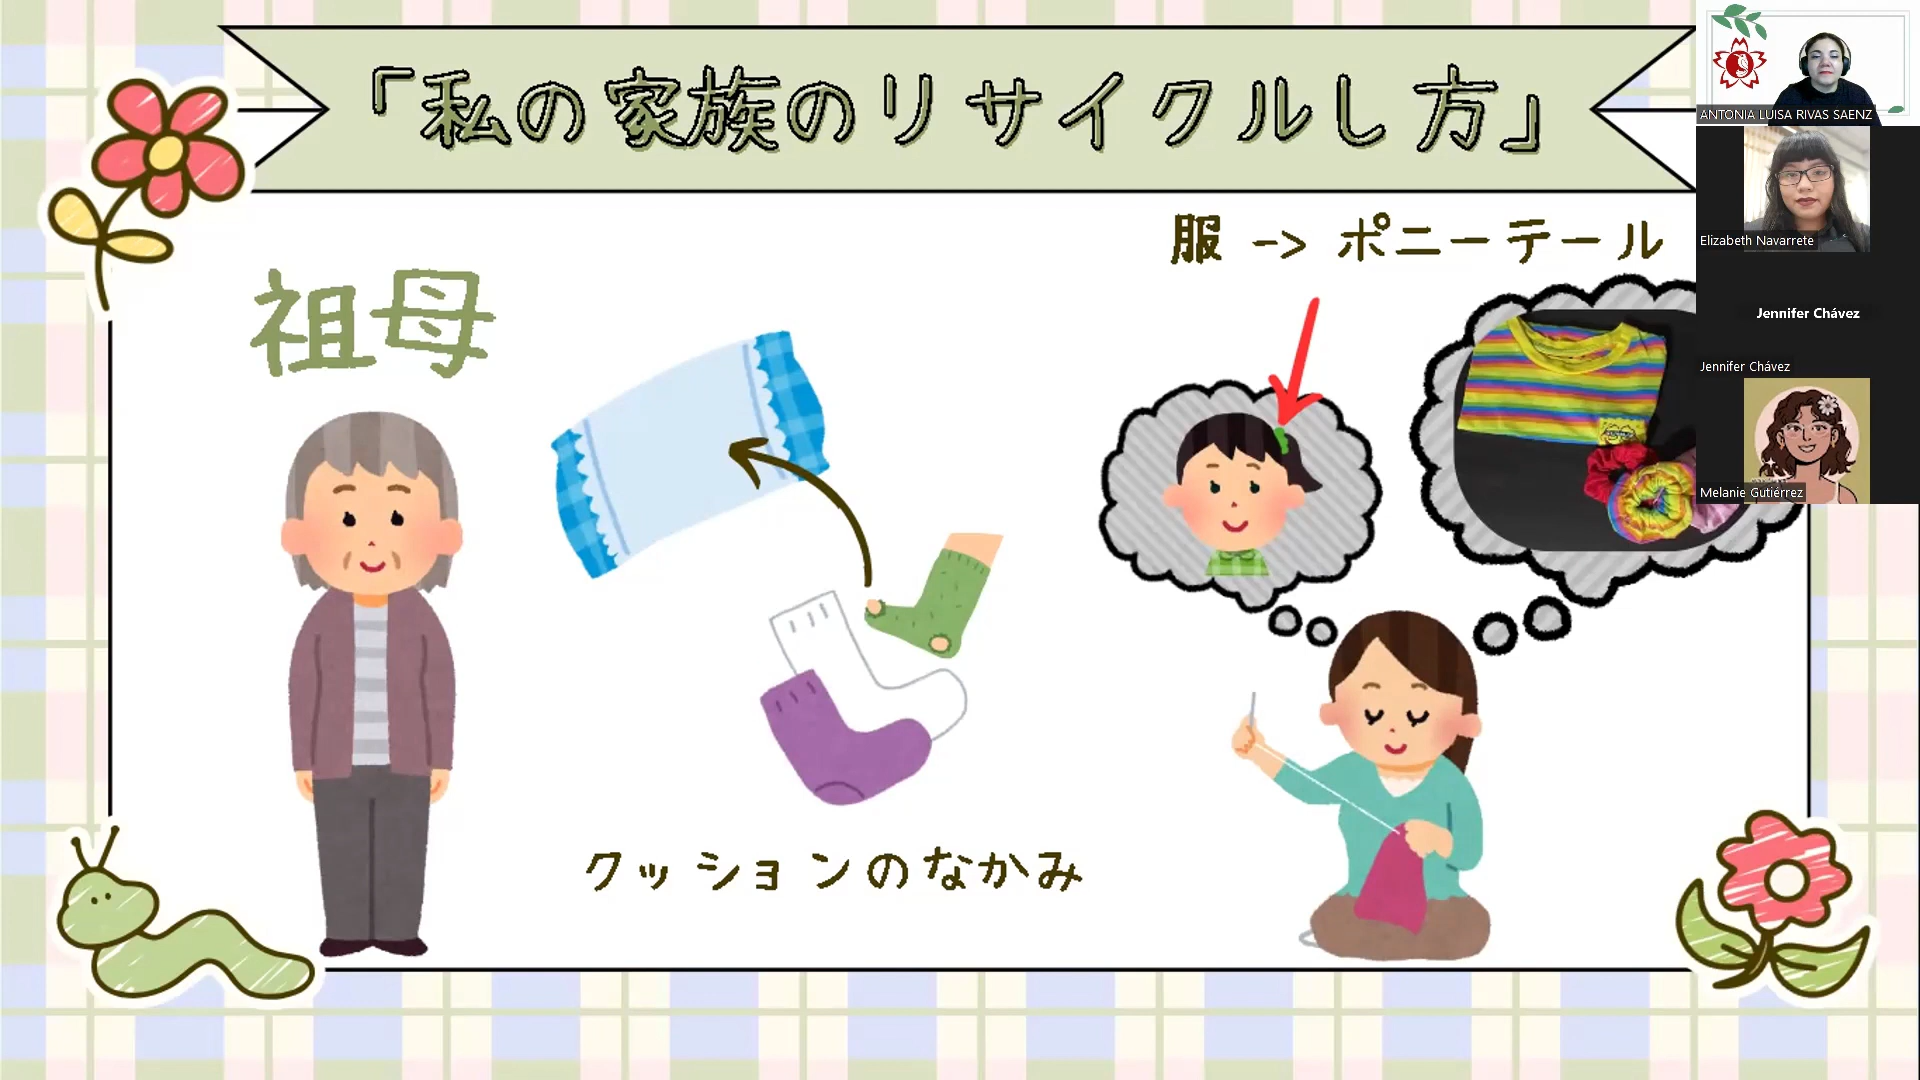 「私の家族のリサイクルし方」
祖母
服 -> ポニーテール
クッションのなかみ
ANTONIA LUISA RIVAS SAENZ
Elizabeth Navarrete
Jennifer Chávez
Jennifer Chávez
Melanie Gutiérrez